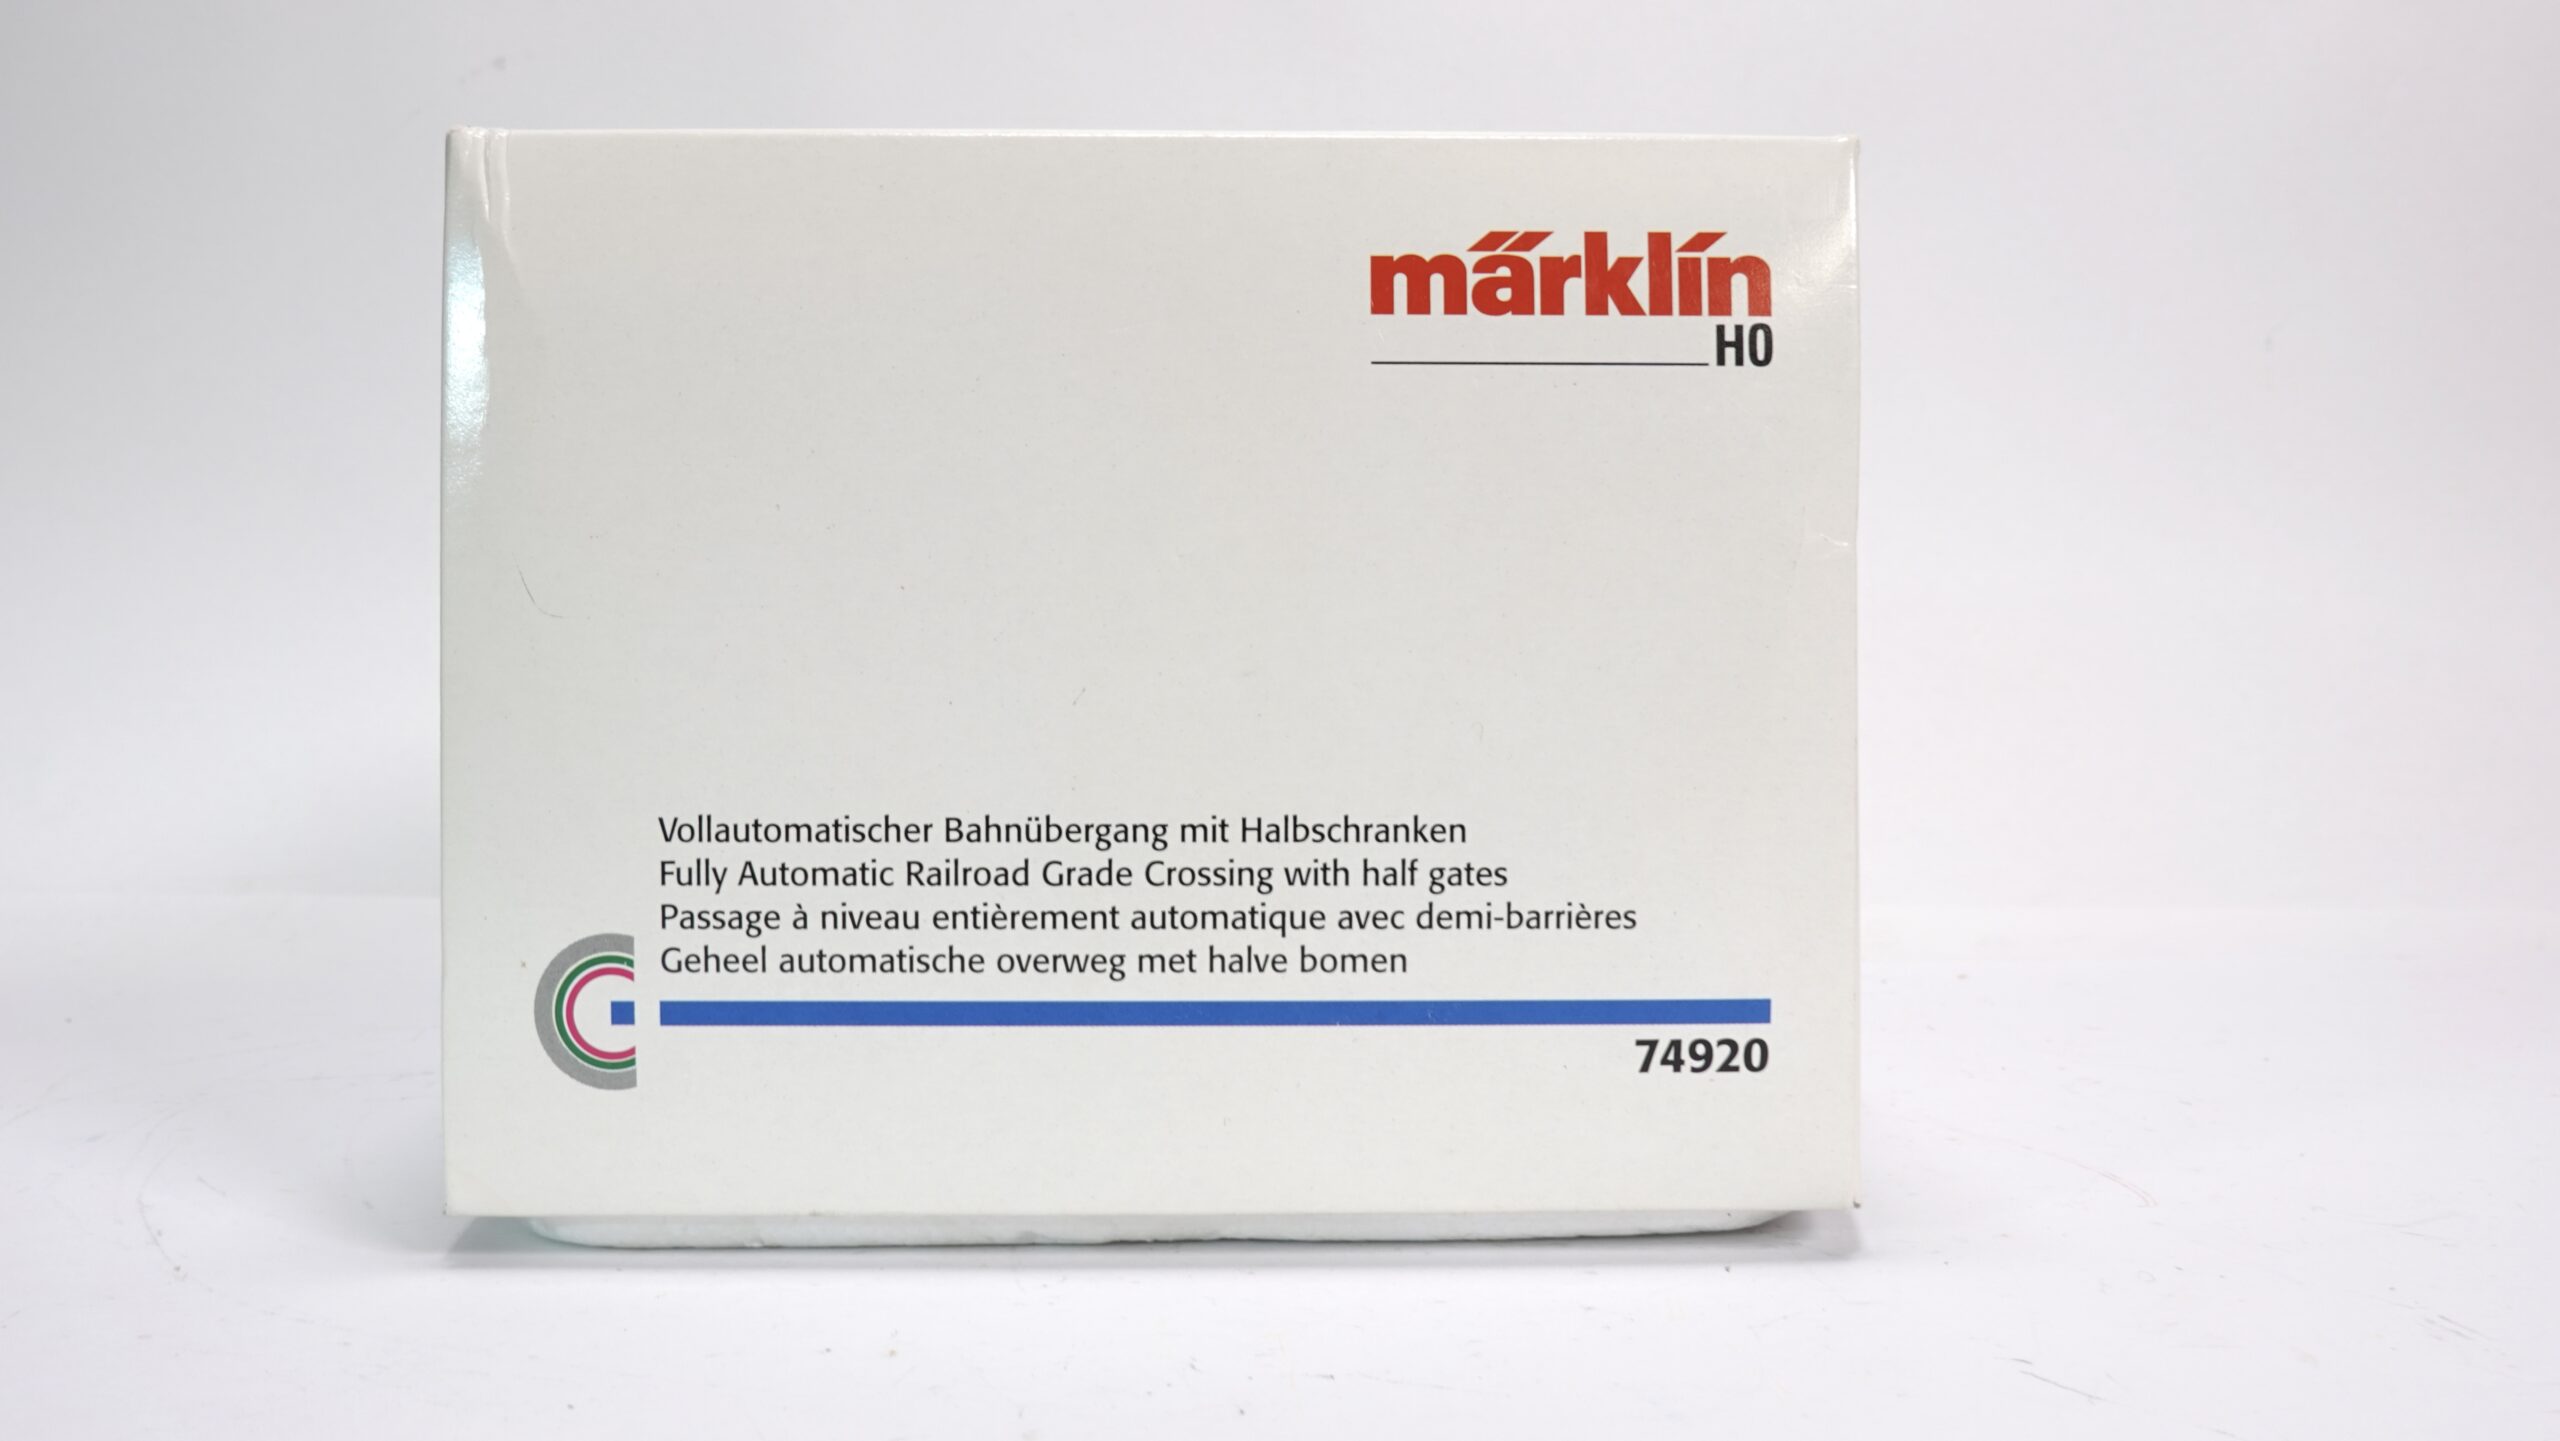 märklin
H0
Vollautomatischer Bahnübergang mit Halbschranken
Fully Automatic Railroad Grade Crossing with half gates
Passage à niveau entièrement automatique avec demi-barrières
Geheel automatische overweg met halve bomen
74920